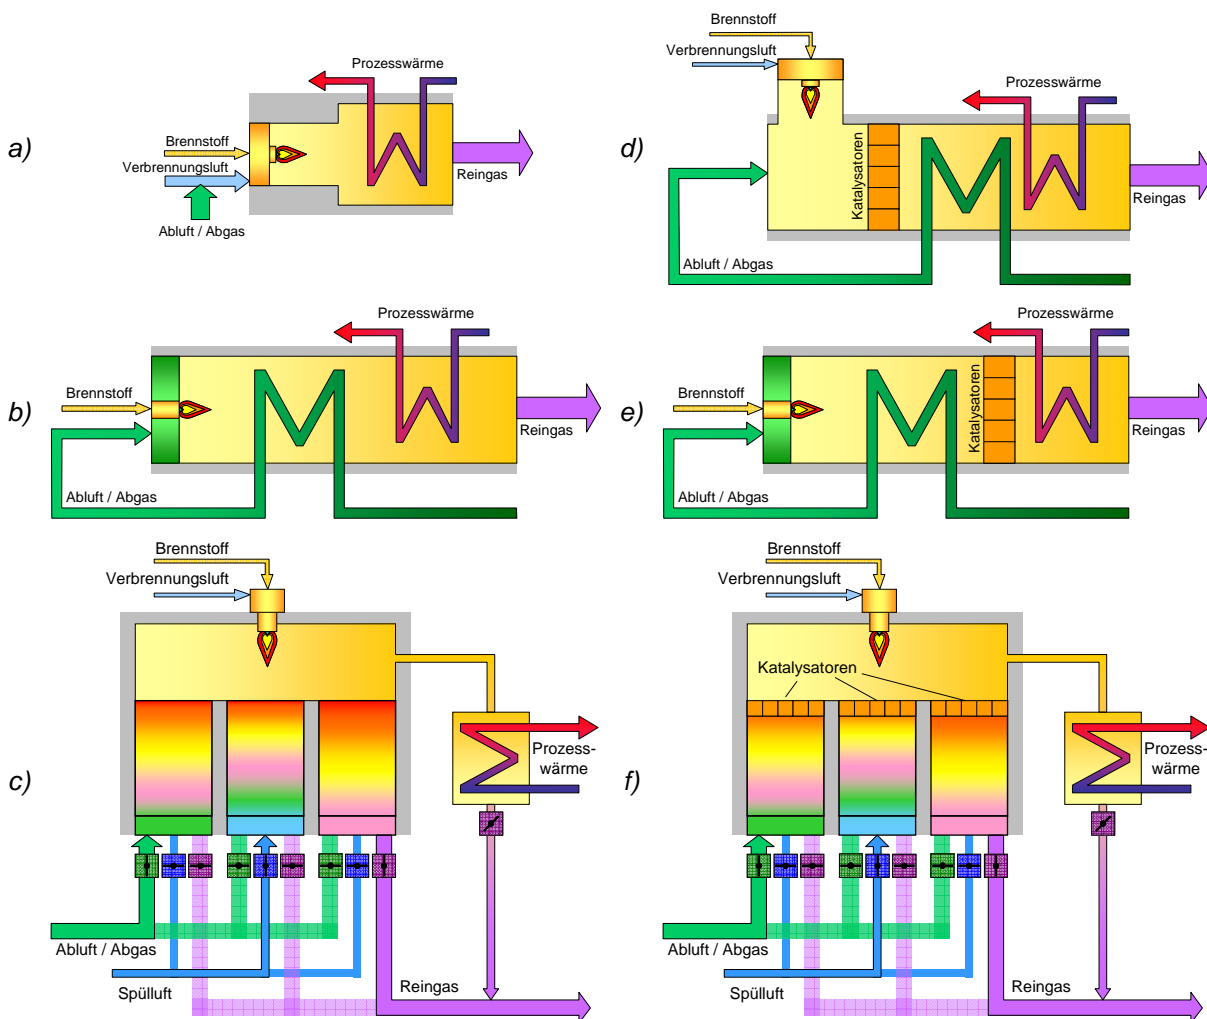 a)
Prozesswärme
Brennstoff
Verbrennungsluft
Abluft / Abgas
Reingas
d)
Brennstoff
Verbrennungsluft
Prozesswärme
Katalysatoren
Reingas
Abluft / Abgas
b)
Prozesswärme
Brennstoff
Reingas
Abluft / Abgas
e)
Prozesswärme
Brennstoff
Katalysatoren
Reingas
Abluft / Abgas
c)
Brennstoff
Verbrennungsluft
Prozess-
wärme
Abluft / Abgas
Spülluft
Reingas
f)
Brennstoff
Verbrennungsluft
Katalysatoren
Prozess-
wärme
Abluft / Abgas
Spülluft
Reingas